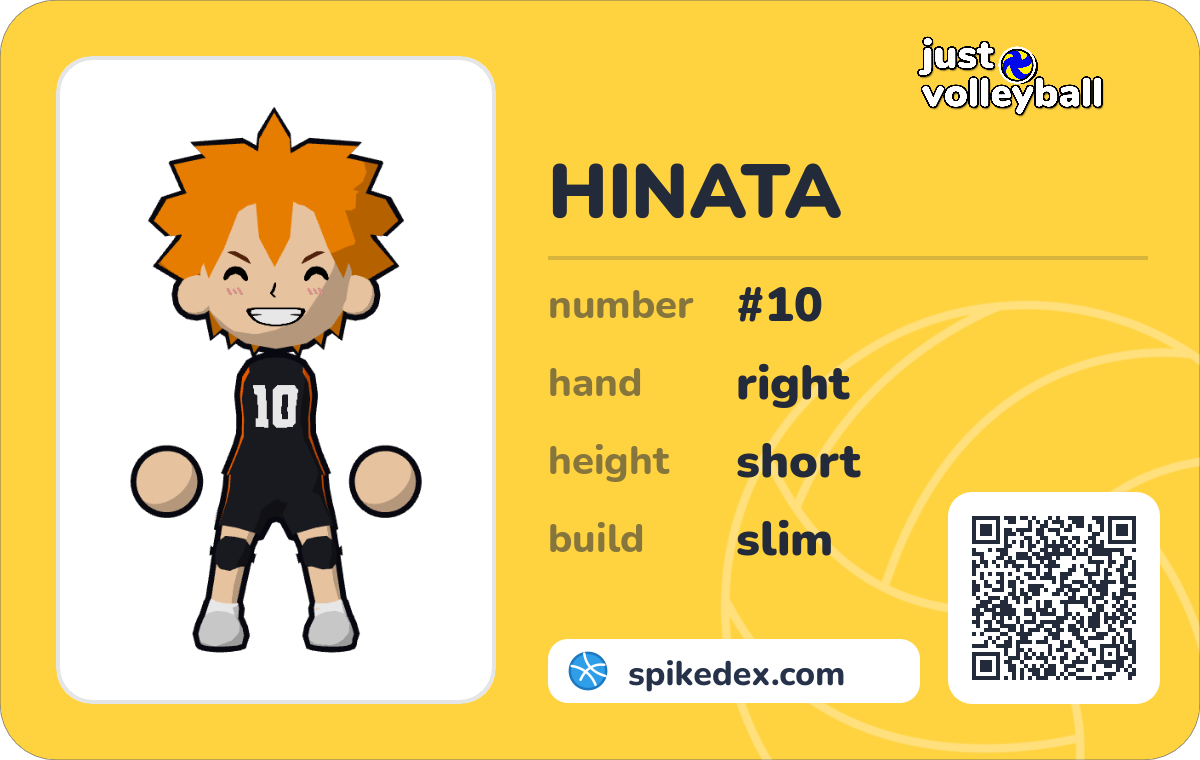 just
volleyball
HINATA
number #10
hand right
height short
build slim
10
spikedex.com